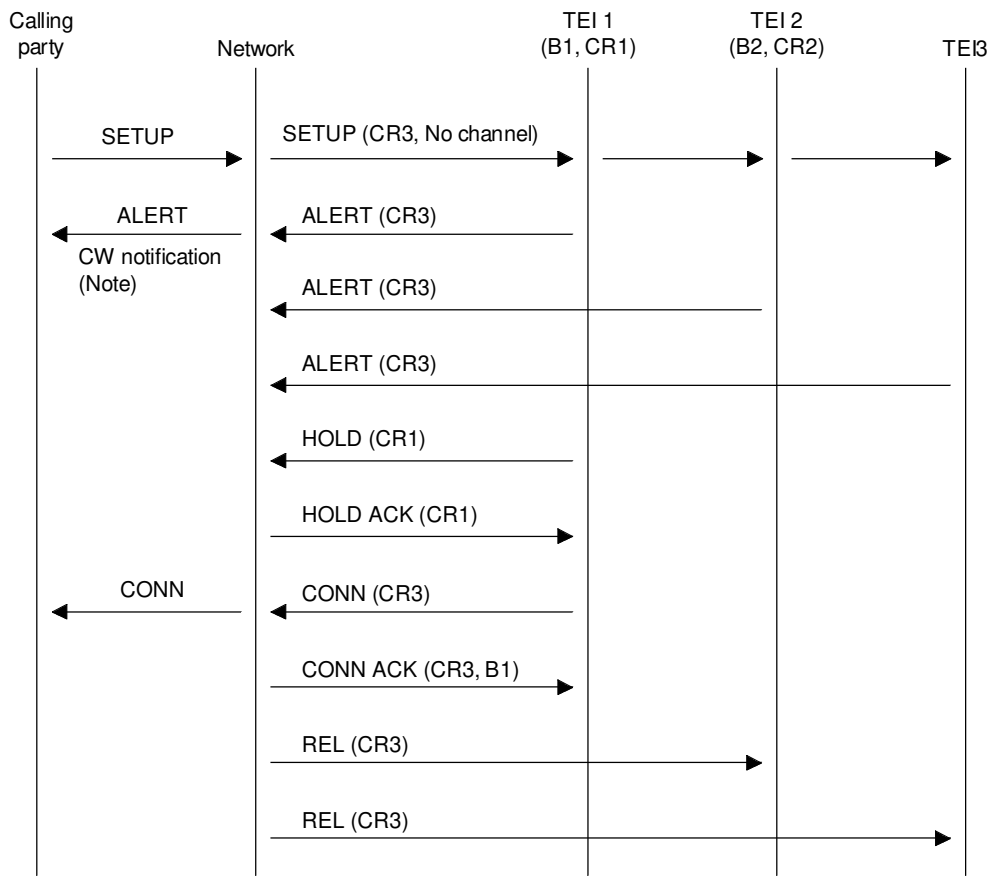 Calling
party
Network
TEI 1
(B1, CR1)
TEI 2
(B2, CR2)
TEI3
SETUP
SETUP (CR3, No channel)
ALERT
ALERT (CR3)
CW notification
(Note)
ALERT (CR3)
ALERT (CR3)
HOLD (CR1)
HOLD ACK (CR1)
CONN
CONN (CR3)
CONN ACK (CR3, B1)
REL (CR3)
REL (CR3)